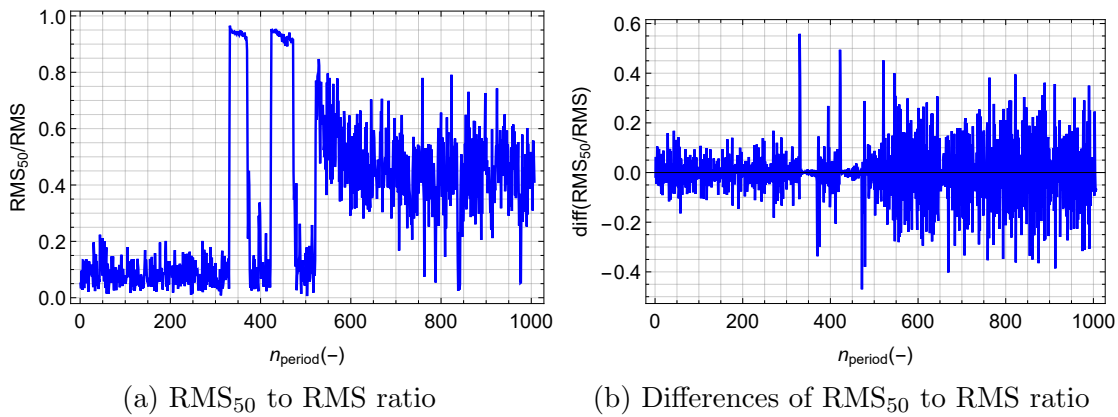 1.0
0.8
0.6
0.4
0.2
0.0
RMS₅₀/RMS
0 200 400 600 800 1000
n_period(-)
(a) RMS₅₀ to RMS ratio
0.6
0.4
0.2
0.0
-0.2
-0.4
diff(RMS₅₀/RMS)
0 200 400 600 800 1000
n_period(-)
(b) Differences of RMS₅₀ to RMS ratio